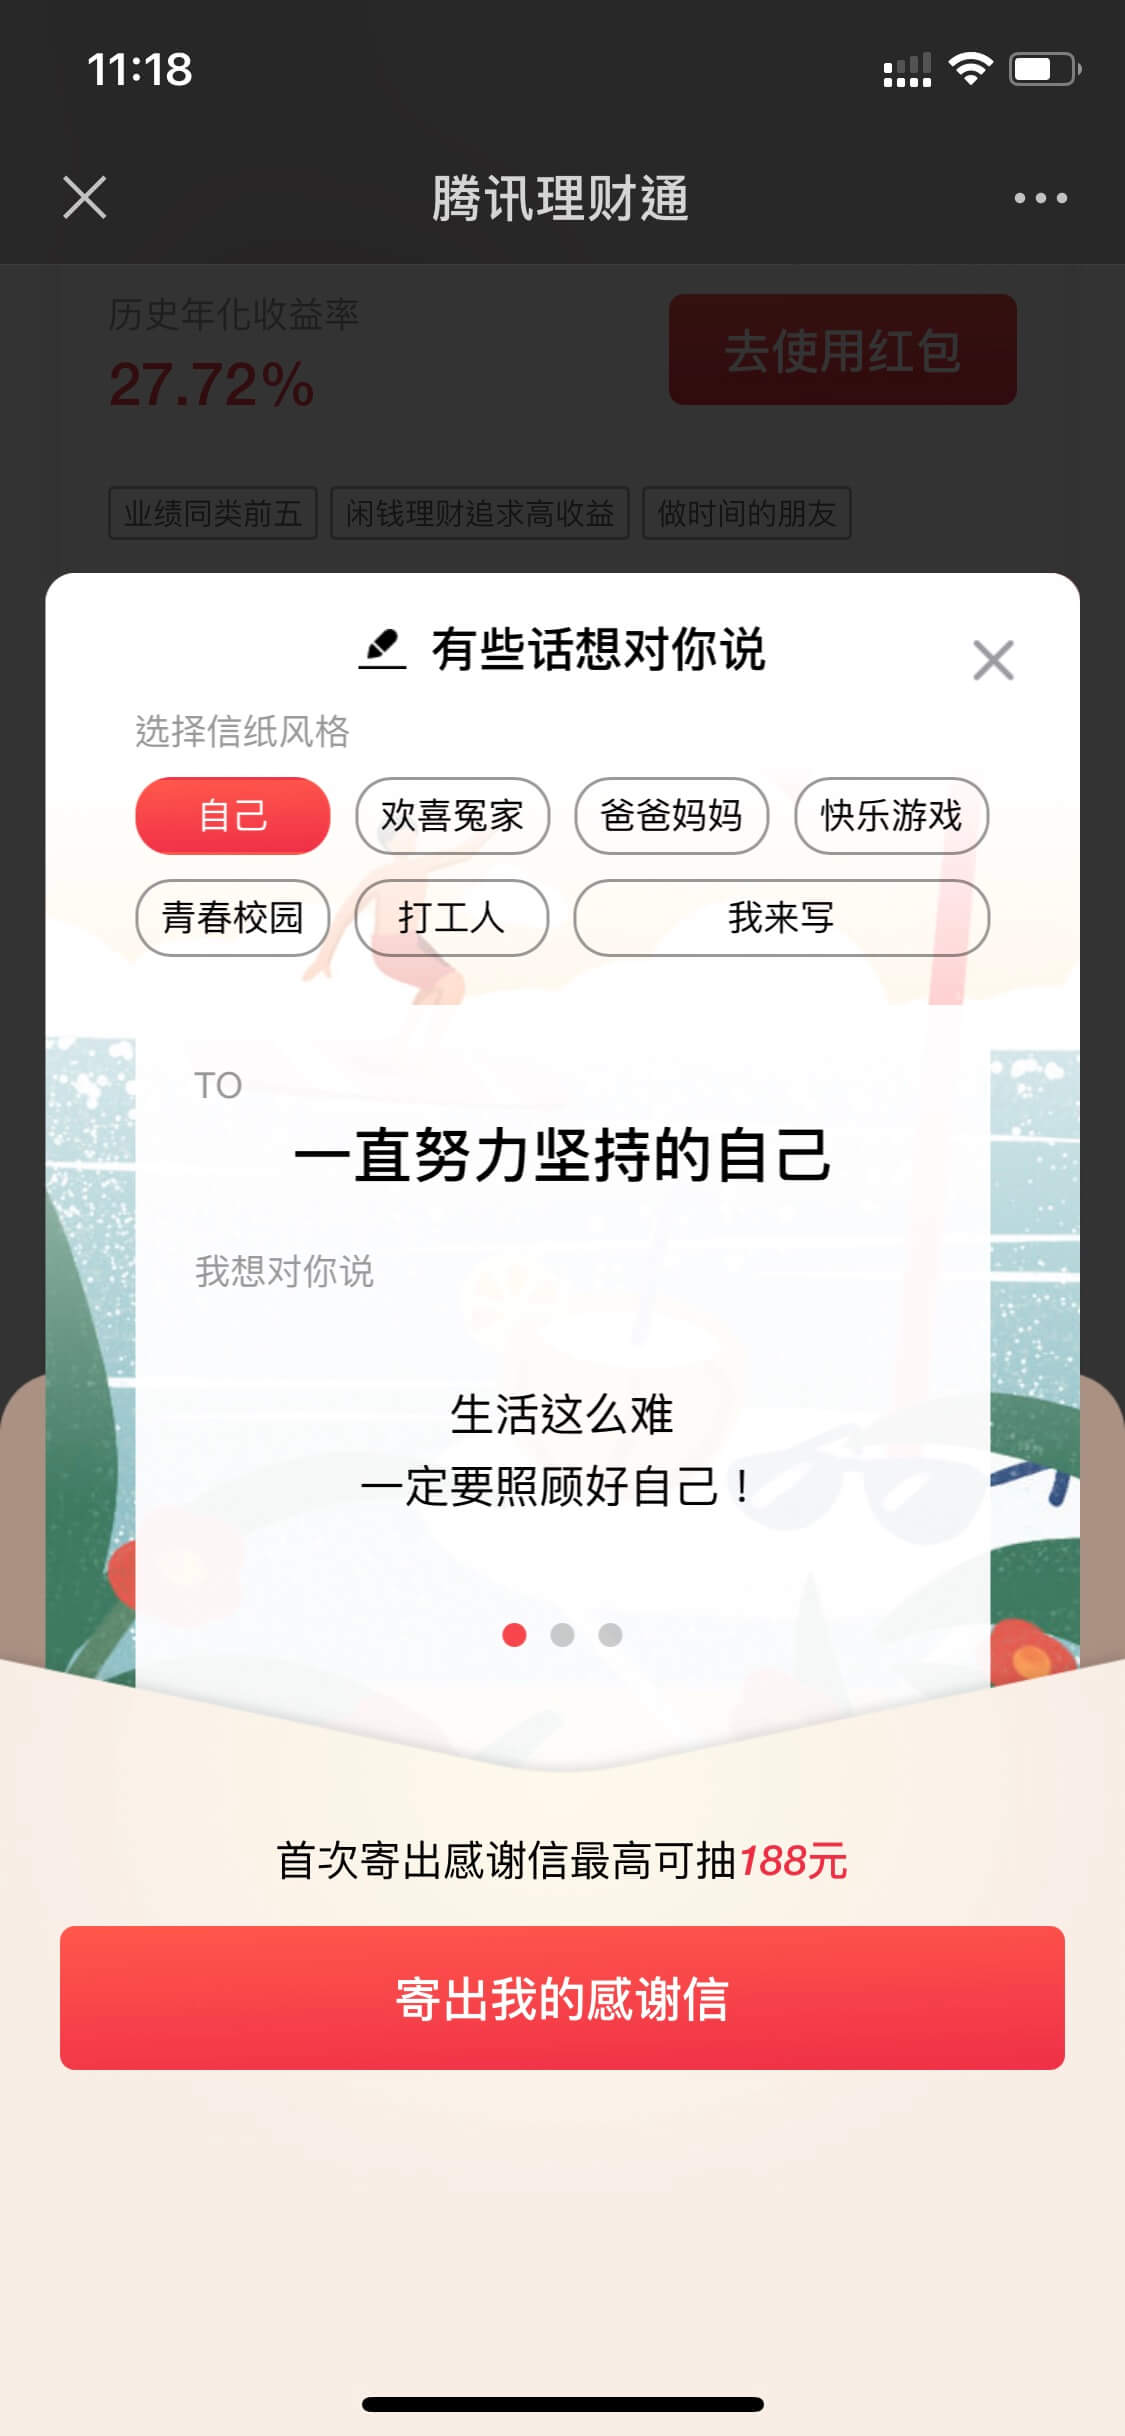 11:18
腾讯理财通
历史年化收益率
27.72%
去使用红包
业绩同类前五 闲钱理财追求高收益 做时间的朋友
有些话想对你说
选择信纸风格
自己 欢喜冤家 爸爸妈妈 快乐游戏
青春校园 打工人 我来写
TO
一直努力坚持的自己
我想对你说
生活这么难
一定要照顾好自己！
首次寄出感谢信最高可抽188元
寄出我的感谢信